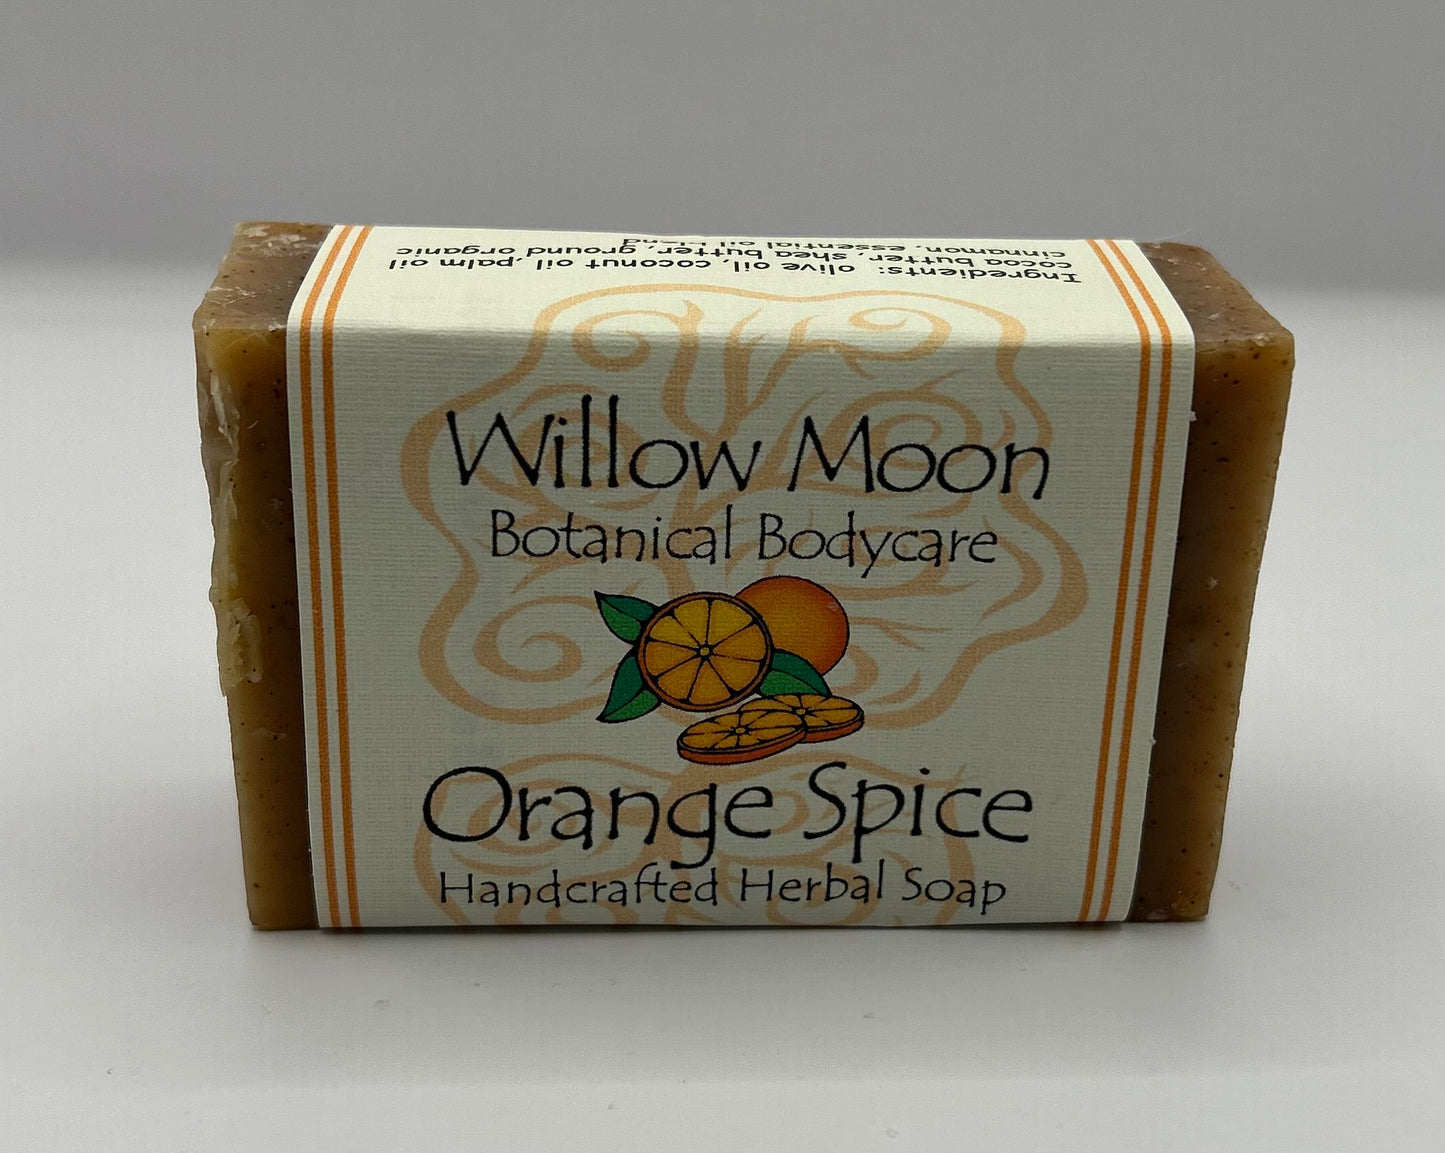 Ingredients: olive oil, coconut oil ,palm oil
cocoa butter, shea butter, ground organic
cinnamon, essential oil blend
Willow Moon
Botanical Bodycare
Orange Spice
Handcrafted Herbal Soap